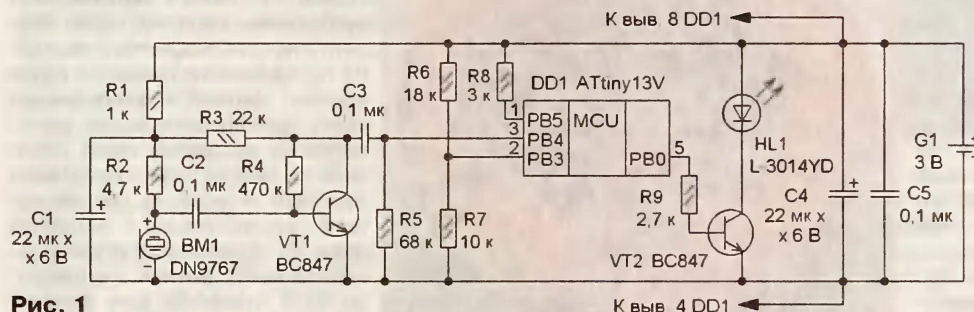 К выв. 8 DD1
R1
1 к
R3 22 к
C3
0,1 мк
R6
18 к
R8
3 к
DD1 ATtiny13V
1
3
2
PB5
PB4
PB3
MCU
PB0
5
HL1
L-3014YD
G1
3 В
R2
4,7 к
C2
0,1 мк
R4
470 к
C1
22 мк х
х 6 В
+
+
−
BM1
DN9767
VT1
BC847
R5
68 к
R7
10 к
R9
2,7 к
VT2 BC847
+
C4
22 мк х
х 6 В
C5
0,1 мк
К выв. 4 DD1
Рис. 1